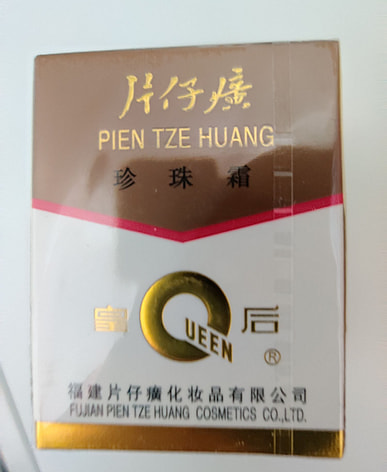 片仔癀
PIEN TZE HUANG
珍珠霜
皇 QUEEN 后
®
福建片仔癀化妆品有限公司
FUJIAN PIEN TZE HUANG COSMETICS CO.,LTD.